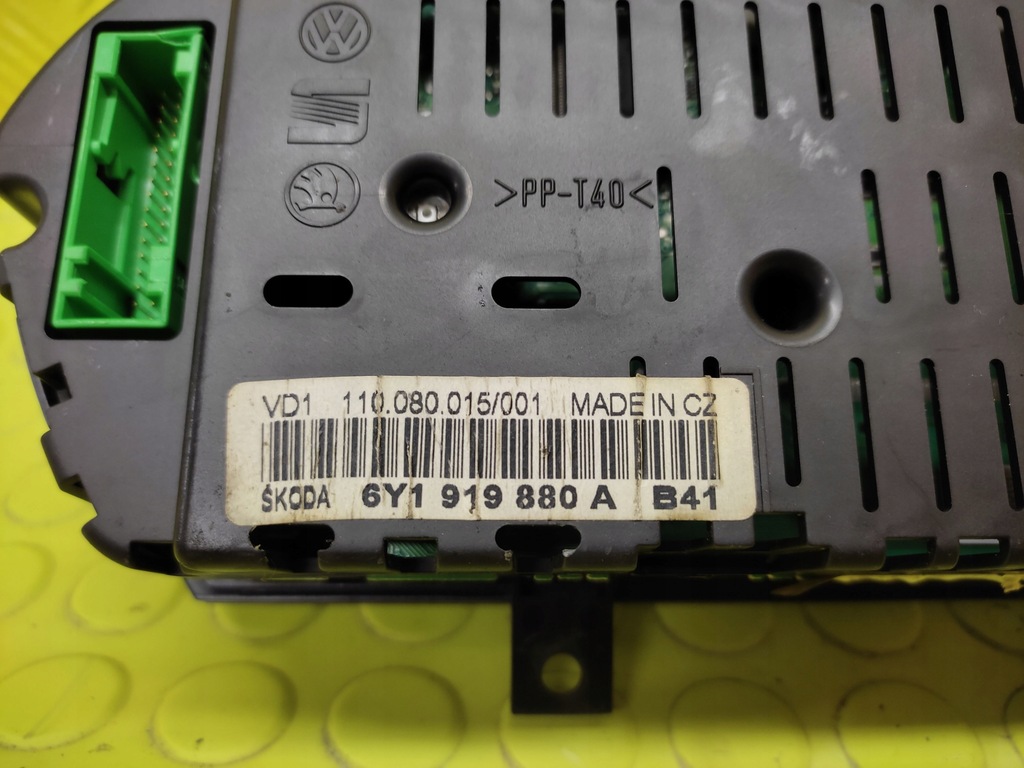 >PP-T40<
VD1 110.080.015/001 MADE IN CZ
ŠKODA 6Y1 919 880 A B41